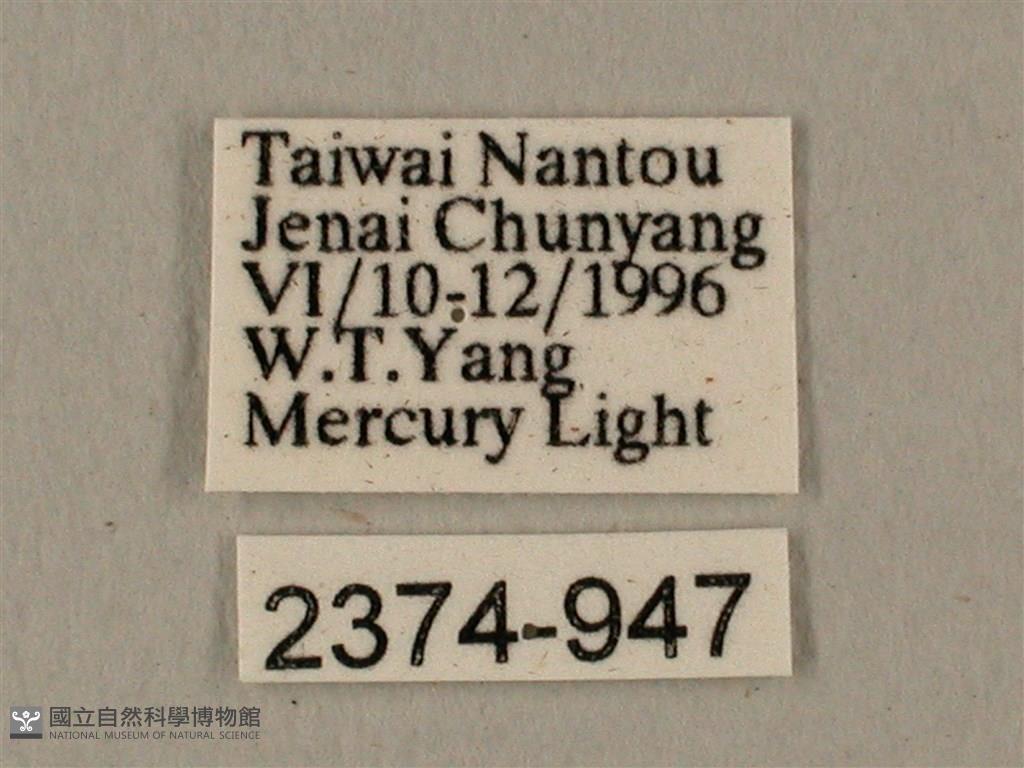 Taiwai Nantou
Jenai Chunyang
VI/10-12/1996
W.T.Yang
Mercury Light
2374-947
國立自然科學博物館
NATIONAL MUSEUM OF NATURAL SCIENCE